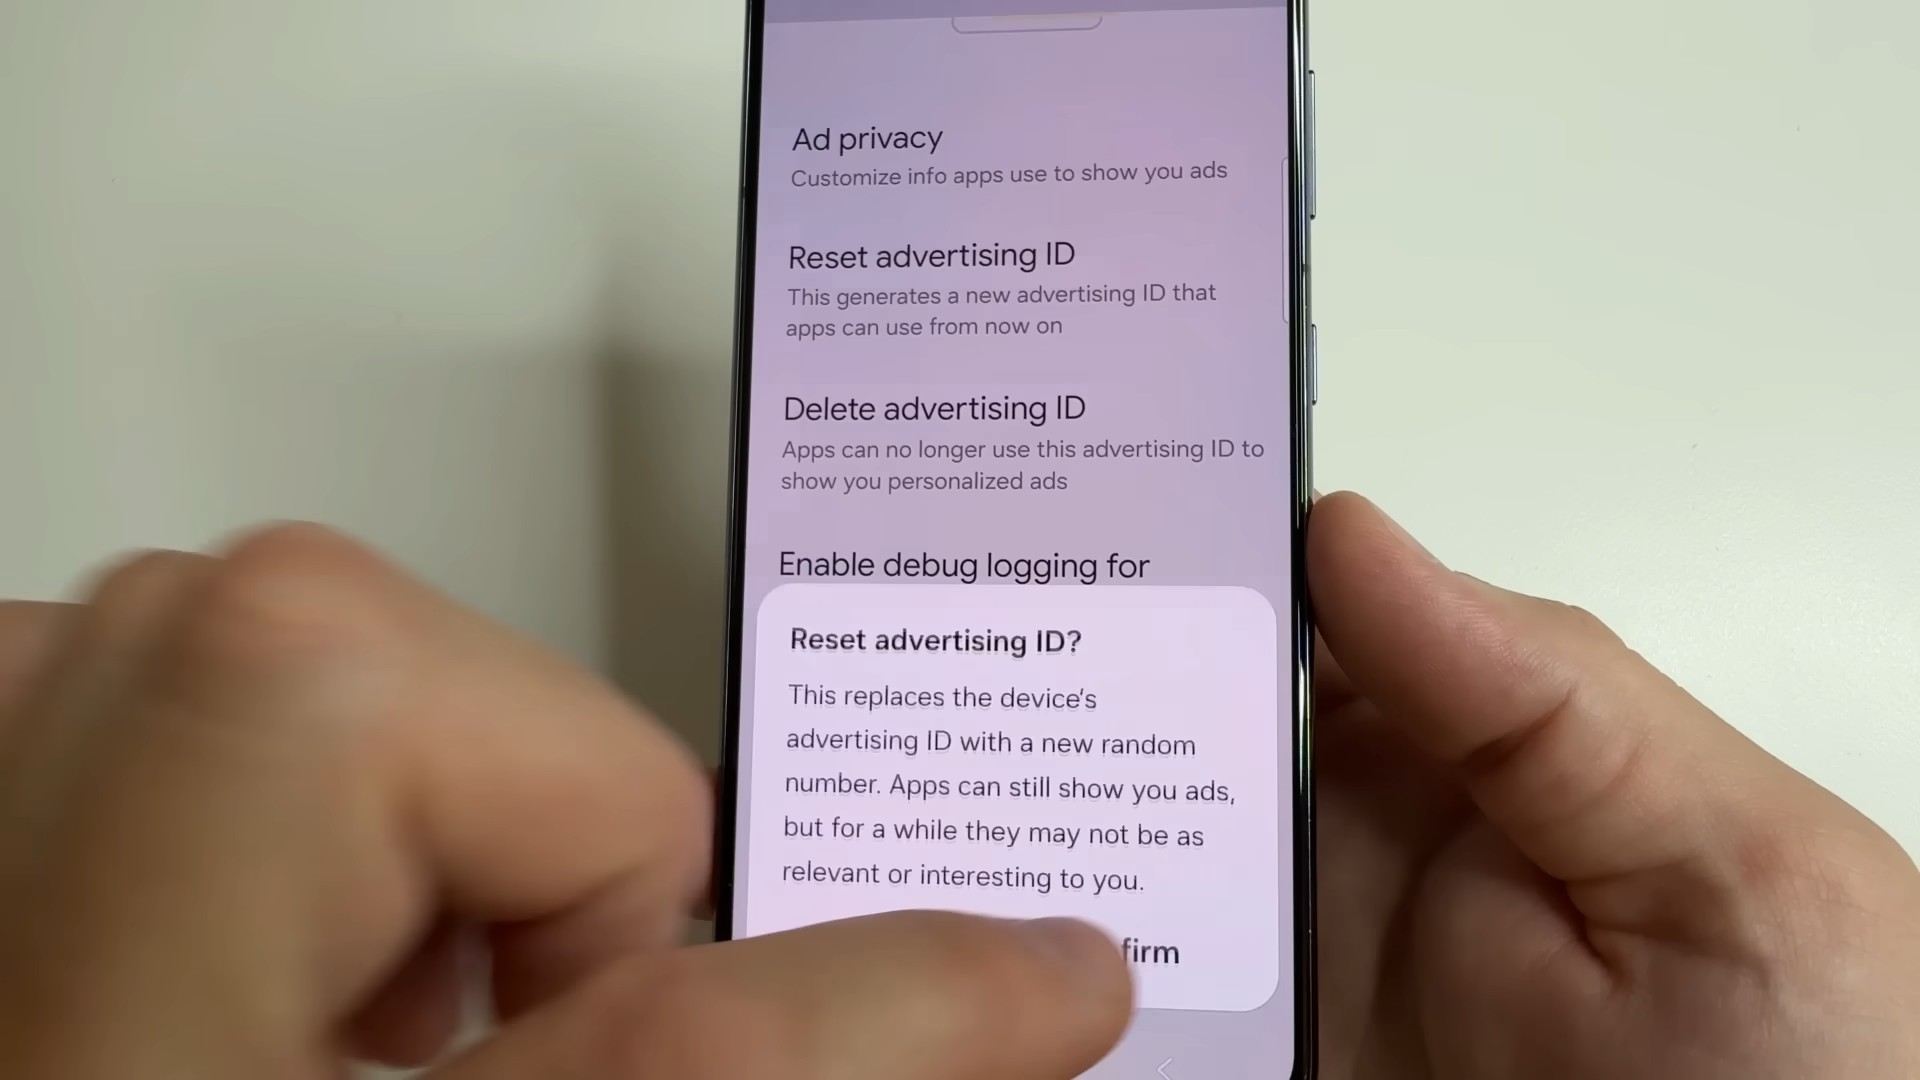 Ad privacy
Customize info apps use to show you ads
Reset advertising ID
This generates a new advertising ID that
apps can use from now on
Delete advertising ID
Apps can no longer use this advertising ID to
show you personalized ads
Enable debug logging for
Reset advertising ID?
This replaces the device's
advertising ID with a new random
number. Apps can still show you ads,
but for a while they may not be as
relevant or interesting to you.
firm